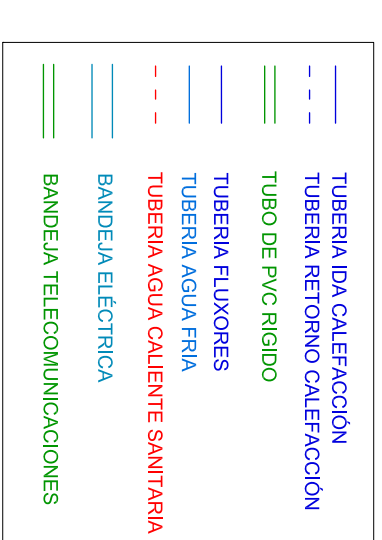 TUBERIA IDA CALEFACCIÓN
TUBERIA RETORNO CALEFACCIÓN
TUBO DE PVC RIGIDO
TUBERIA FLUXORES
TUBERIA AGUA FRIA
TUBERIA AGUA CALIENTE SANITARIA
BANDEJA ELÉCTRICA
BANDEJA TELECOMUNICACIONES